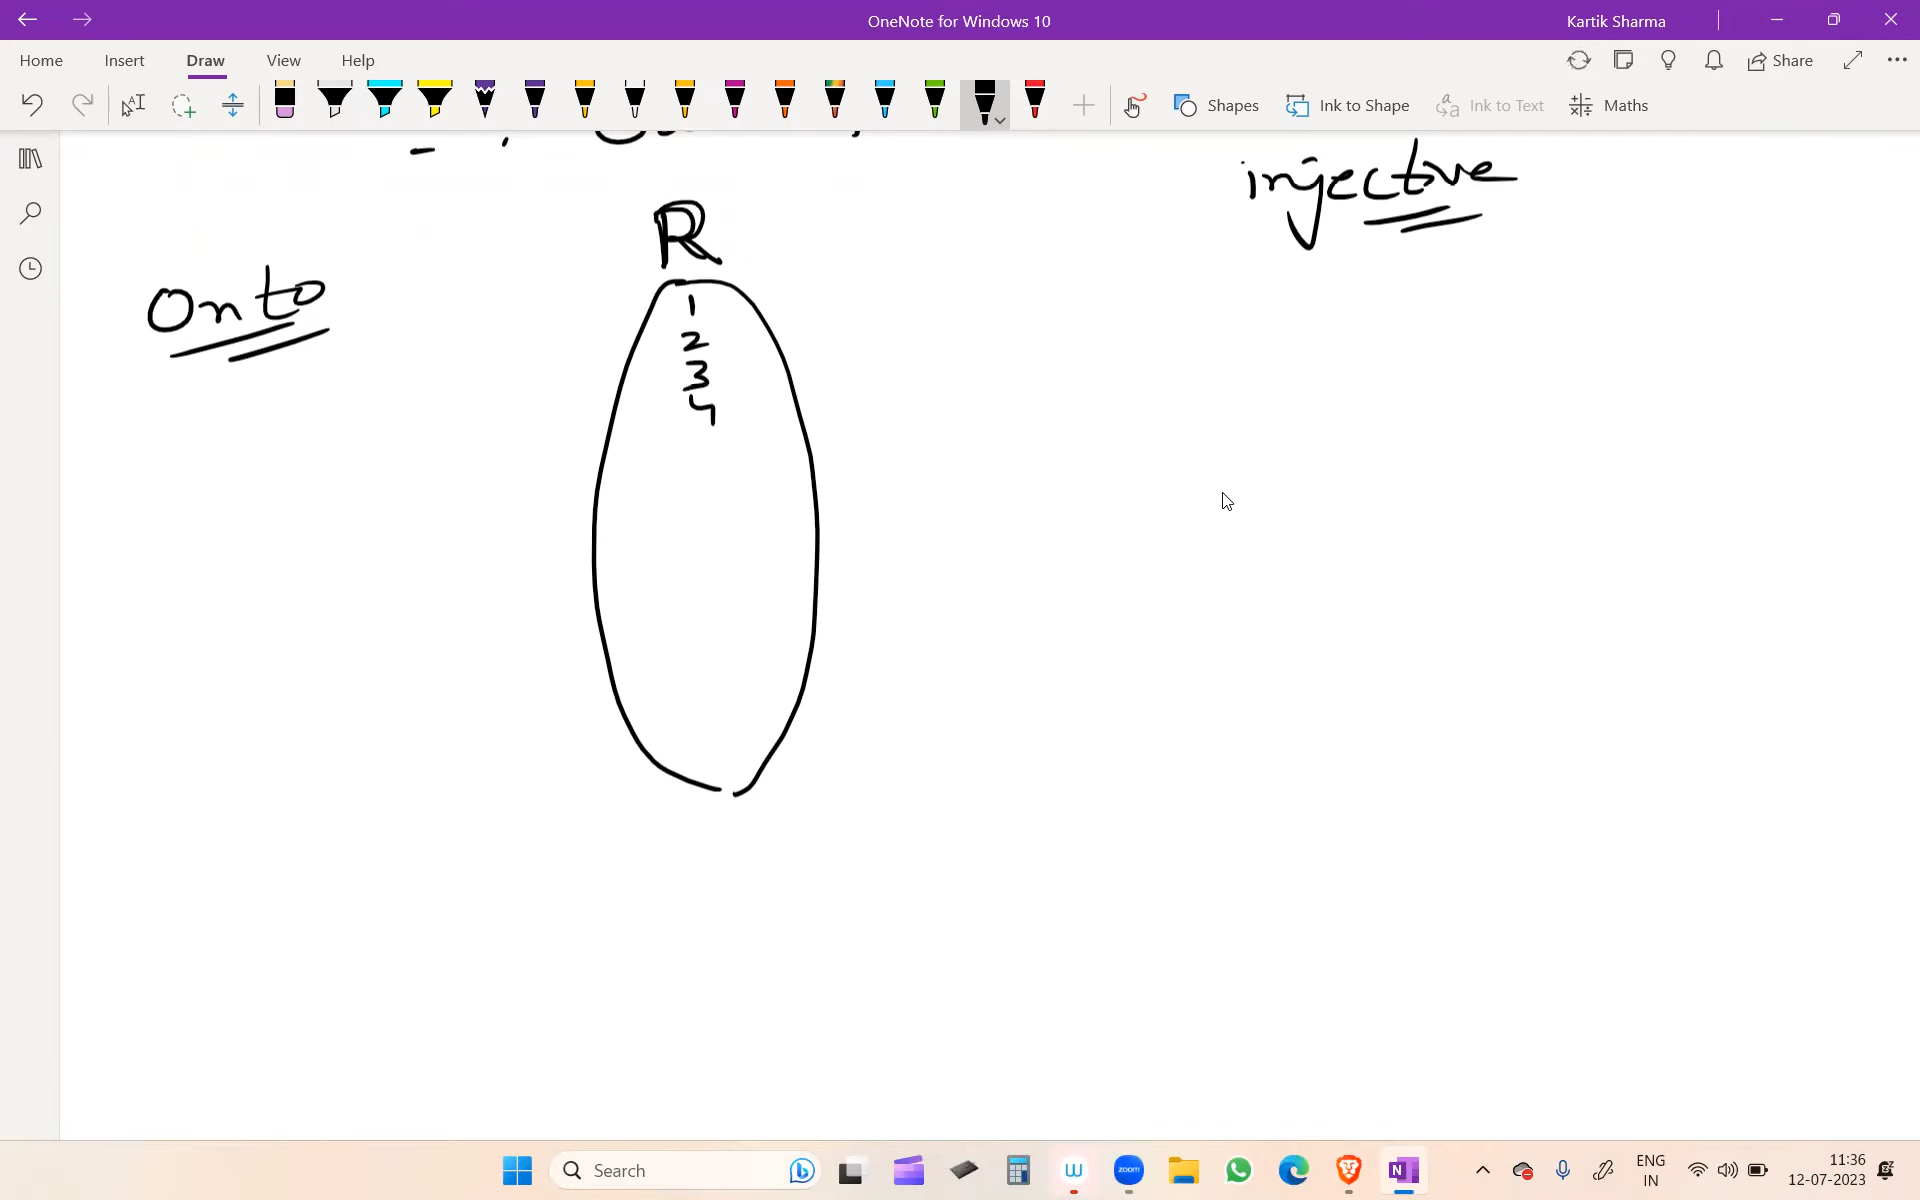 OneNote for Windows 10
Kartik Sharma
Home Insert Draw View Help
Share
Shapes
Ink to Shape
Ink to Text
Maths
injective
R
Onto
1
2
3
4
Search
zoom
ENG
IN
11:36
12-07-2023